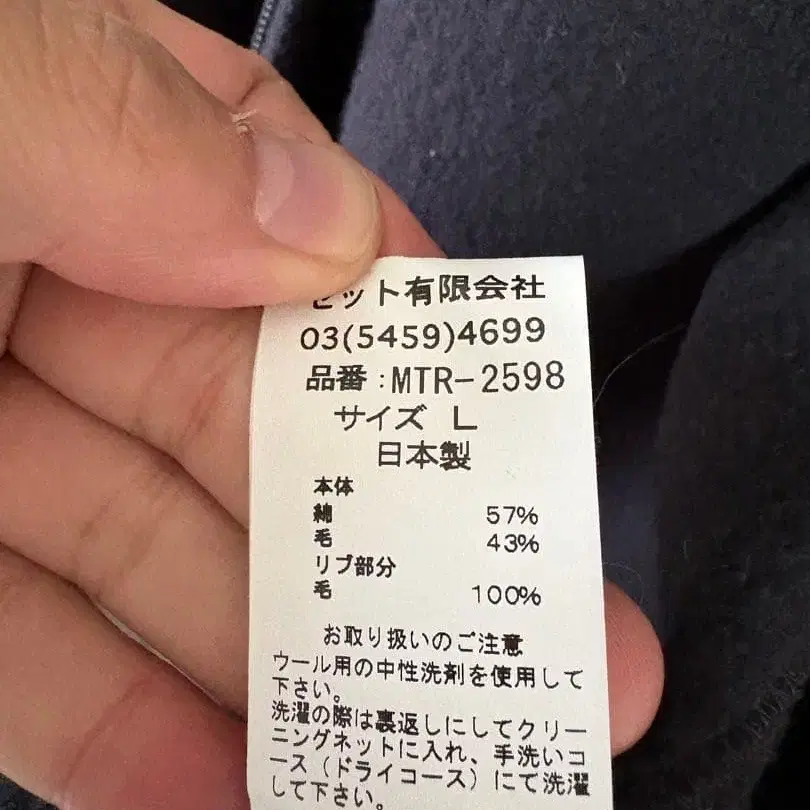 ット有限会社
03(5459)4699
品番:MTR-2598
サイズ L
日本製
本体
綿 57%
毛 43%
リブ部分
毛 100%
お取り扱いのご注意
ウール用の中性洗剤を使用して
下さい。
洗濯の際は裏返しにしてクリー
ニングネットに入れ、手洗いコ
ース(ドライコース)にて洗濯
して下さい。